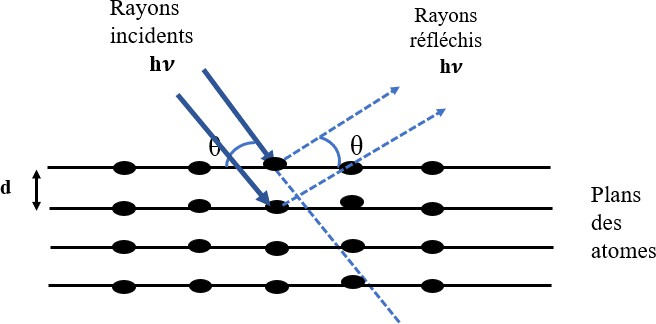 Rayons
incidents
hν
Rayons
réfléchis
hν
θ
θ
d
Plans
des
atomes